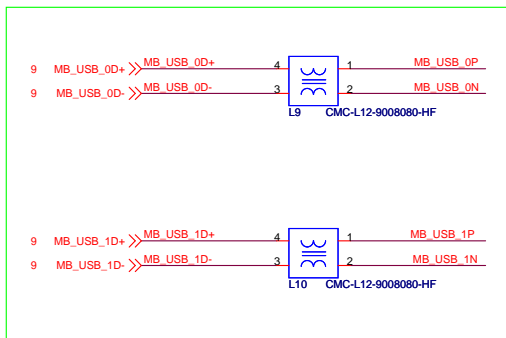 9 MB_USB_0D+ MB_USB_0D+ 4 1 MB_USB_0P
9 MB_USB_0D- MB_USB_0D- 3 2 MB_USB_0N
L9 CMC-L12-9008080-HF
9 MB_USB_1D+ MB_USB_1D+ 4 1 MB_USB_1P
9 MB_USB_1D- MB_USB_1D- 3 2 MB_USB_1N
L10 CMC-L12-9008080-HF